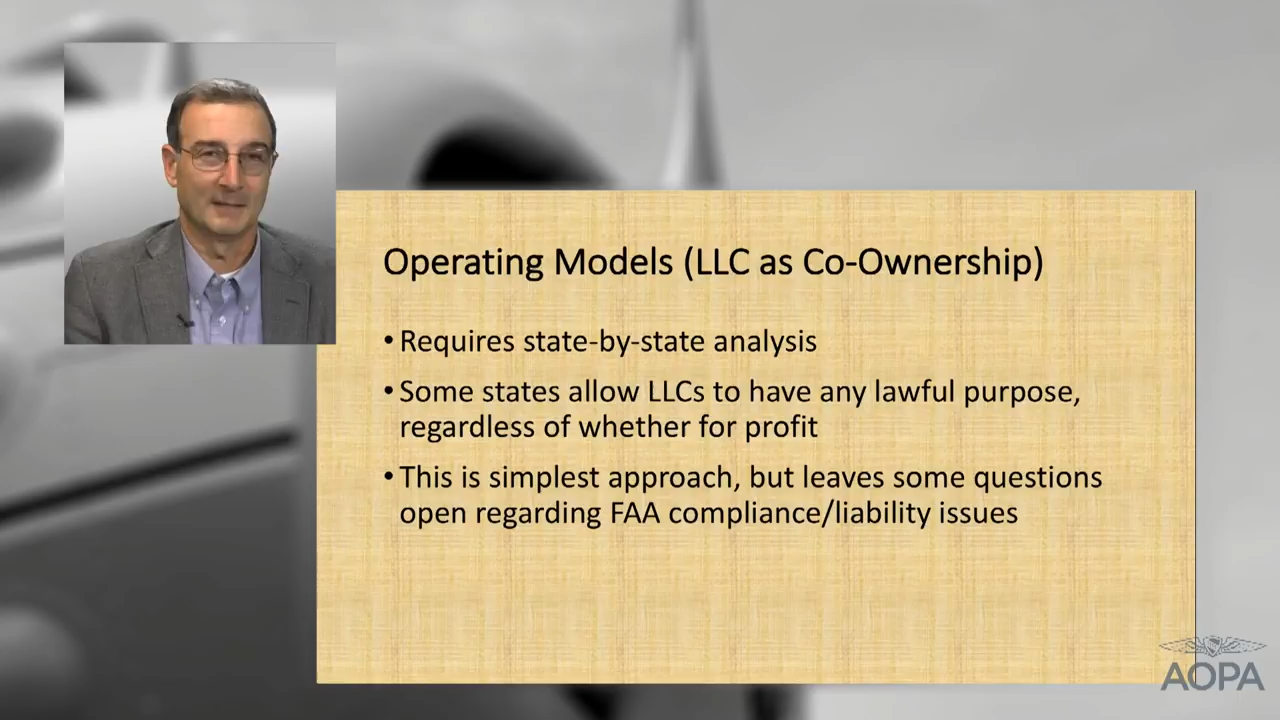 Operating Models (LLC as Co-Ownership)
• Requires state-by-state analysis
• Some states allow LLCs to have any lawful purpose,
regardless of whether for profit
• This is simplest approach, but leaves some questions
open regarding FAA compliance/liability issues
AOPA